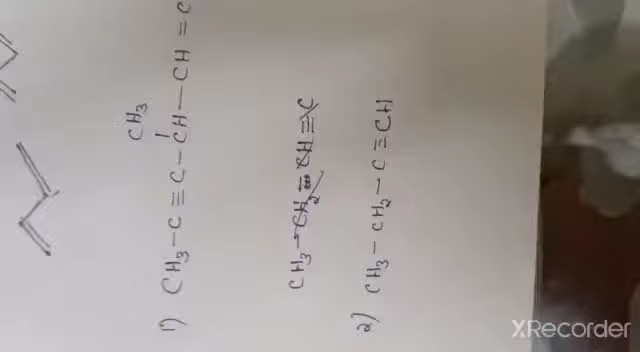 CH3
1) CH3-C≡C-CH-CH=C
CH3-CH2-CH≡C
2) CH3-CH2-C≡CH
XRecorder